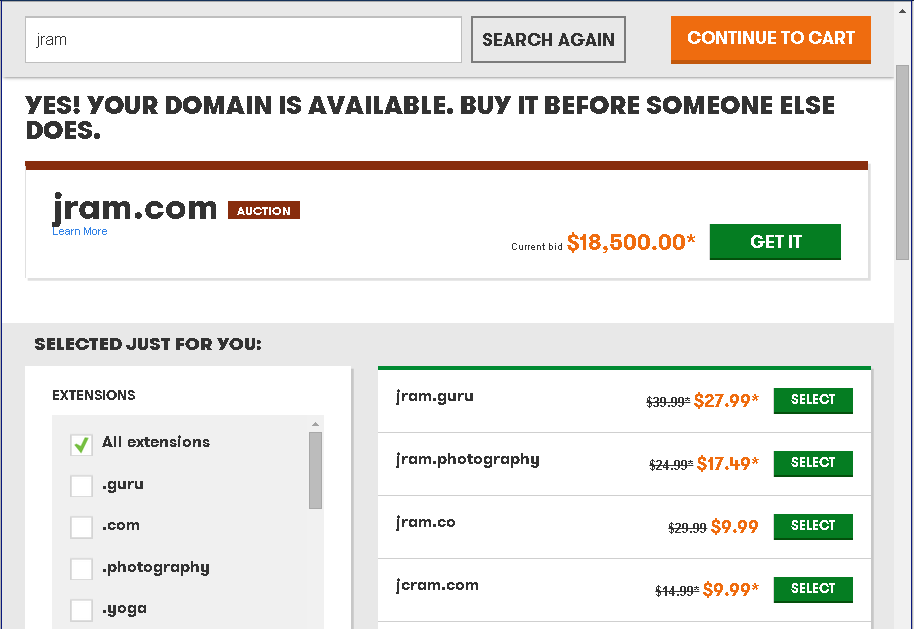 jram
SEARCH AGAIN
CONTINUE TO CART
YES! YOUR DOMAIN IS AVAILABLE. BUY IT BEFORE SOMEONE ELSE
DOES.
jram.com AUCTION
Learn More
Current bid $18,500.00* GET IT
SELECTED JUST FOR YOU:
EXTENSIONS
All extensions
.guru
.com
.photography
.yoga
jram.guru $39.99* $27.99* SELECT
jram.photography $24.99* $17.49* SELECT
jram.co $29.99 $9.99 SELECT
jcram.com $14.99* $9.99* SELECT